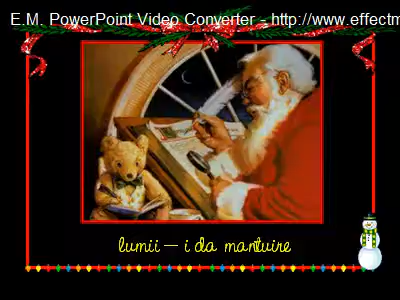 E.M. PowerPoint Video Converter - http://www.effectm
lumii – i da mantuire